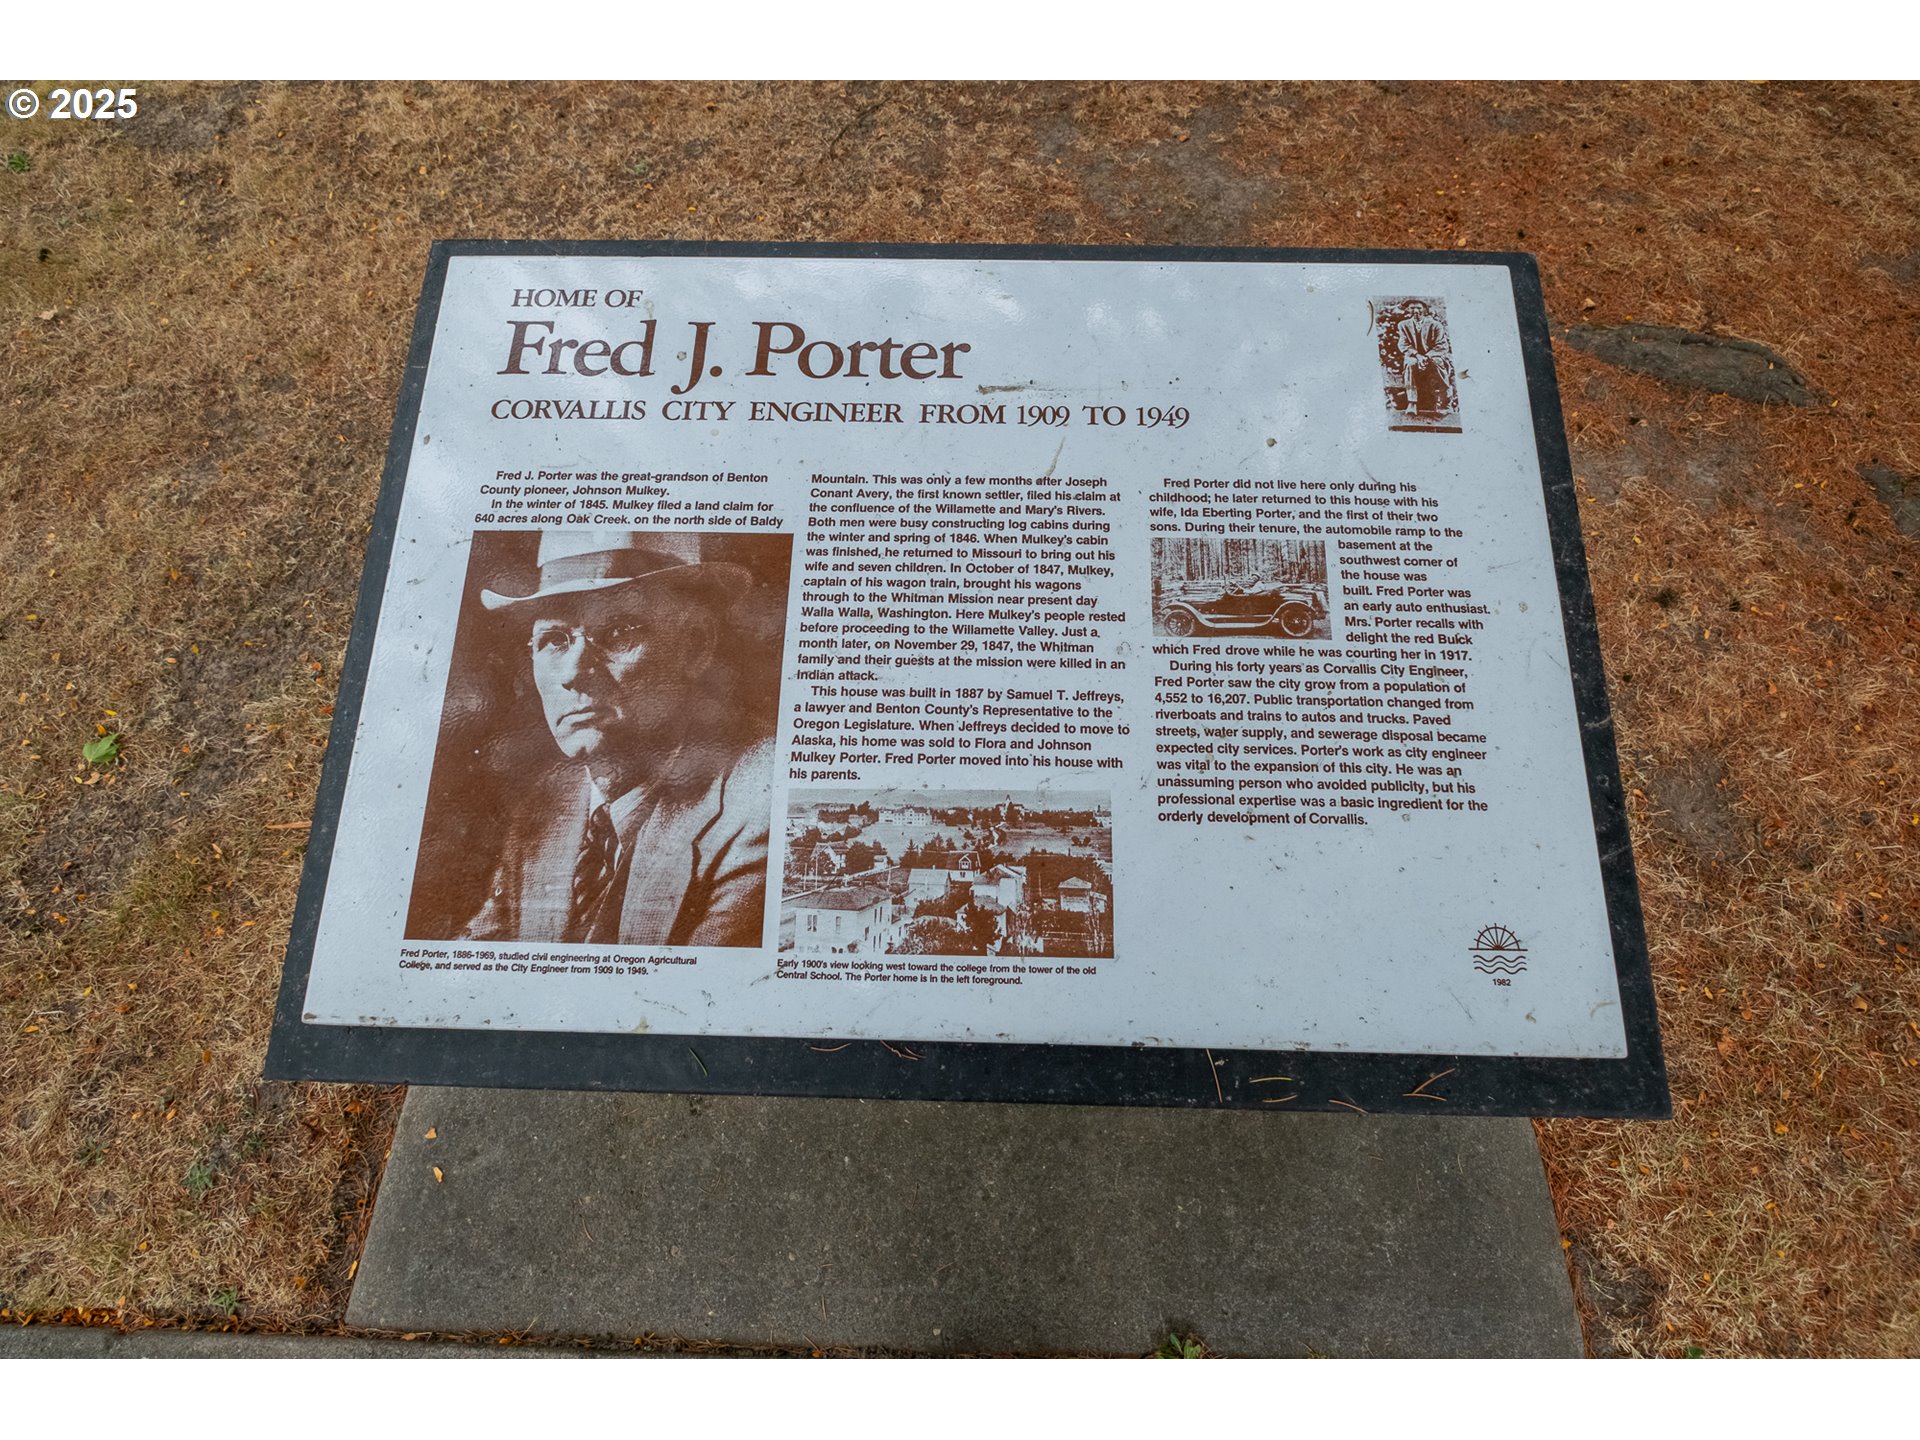 © 2025
HOME OF
Fred J. Porter
CORVALLIS CITY ENGINEER FROM 1909 TO 1949
Fred J. Porter was the great-grandson of Benton
County pioneer, Johnson Mulkey.
In the winter of 1845. Mulkey filed a land claim for
640 acres along Oak Creek. on the north side of Baldy
Fred Porter, 1886-1969, studied civil engineering at Oregon Agricultural
College, and served as the City Engineer from 1909 to 1949.
Mountain. This was only a few months after Joseph
Conant Avery, the first known settler, filed his claim at
the confluence of the Willamette and Mary's Rivers.
Both men were busy constructing log cabins during
the winter and spring of 1846. When Mulkey's cabin
was finished, he returned to Missouri to bring out his
wife and seven children. In October of 1847, Mulkey,
captain of his wagon train, brought his wagons
through to the Whitman Mission near present day
Walla Walla, Washington. Here Mulkey's people rested
before proceeding to the Willamette Valley. Just a
month later, on November 29, 1847, the Whitman
family and their guests at the mission were killed in an
Indian attack.
This house was built in 1887 by Samuel T. Jeffreys,
a lawyer and Benton County's Representative to the
Oregon Legislature. When Jeffreys decided to move to
Alaska, his home was sold to Flora and Johnson
Mulkey Porter. Fred Porter moved into his house with
his parents.
Early 1900's view looking west toward the college from the tower of the old
Central School. The Porter home is in the left foreground.
Fred Porter did not live here only during his
childhood; he later returned to this house with his
wife, Ida Eberting Porter, and the first of their two
sons. During their tenure, the automobile ramp to the
basement at the
southwest corner of
the house was
built. Fred Porter was
an early auto enthusiast.
Mrs. Porter recalls with
delight the red Buick
which Fred drove while he was courting her in 1917.
During his forty years as Corvallis City Engineer,
Fred Porter saw the city grow from a population of
4,552 to 16,207. Public transportation changed from
riverboats and trains to autos and trucks. Paved
streets, water supply, and sewerage disposal became
expected city services. Porter's work as city engineer
was vital to the expansion of this city. He was an
unassuming person who avoided publicity, but his
professional expertise was a basic ingredient for the
orderly development of Corvallis.
1982